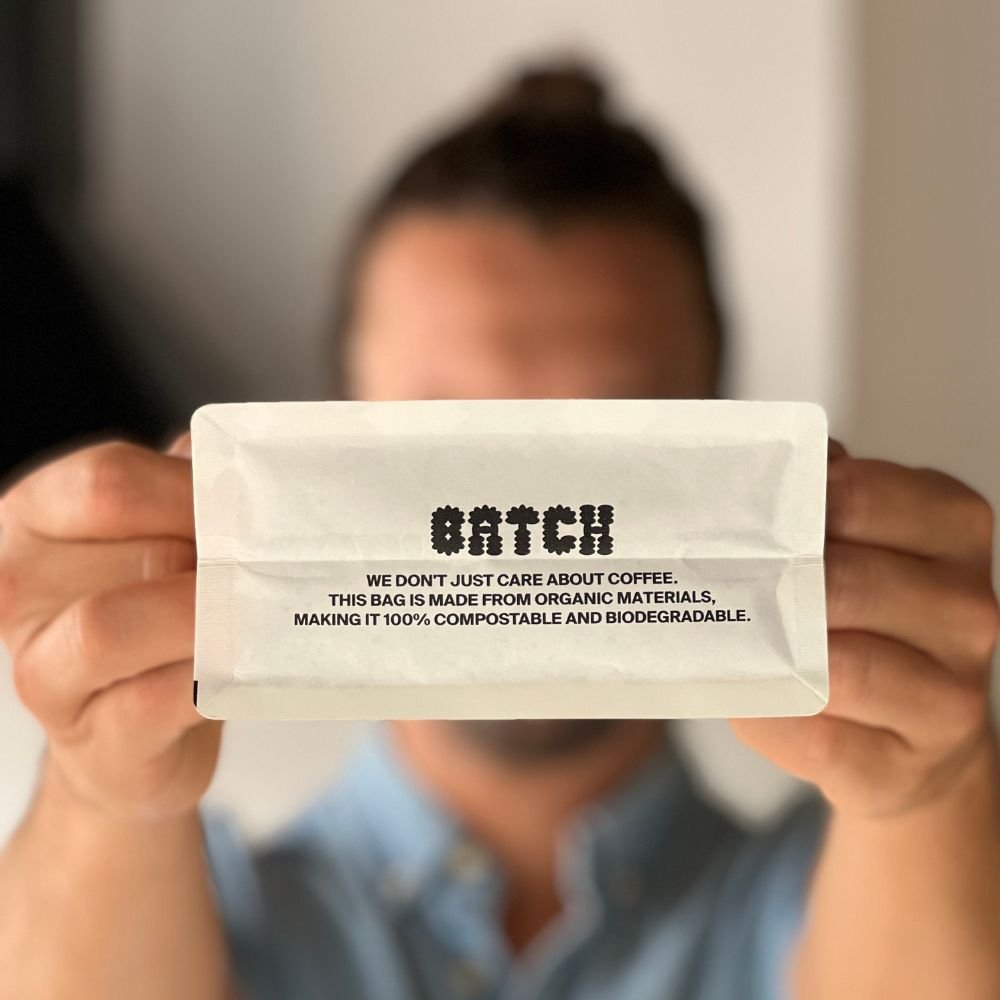 BATCH
WE DON'T JUST CARE ABOUT COFFEE.
THIS BAG IS MADE FROM ORGANIC MATERIALS,
MAKING IT 100% COMPOSTABLE AND BIODEGRADABLE.